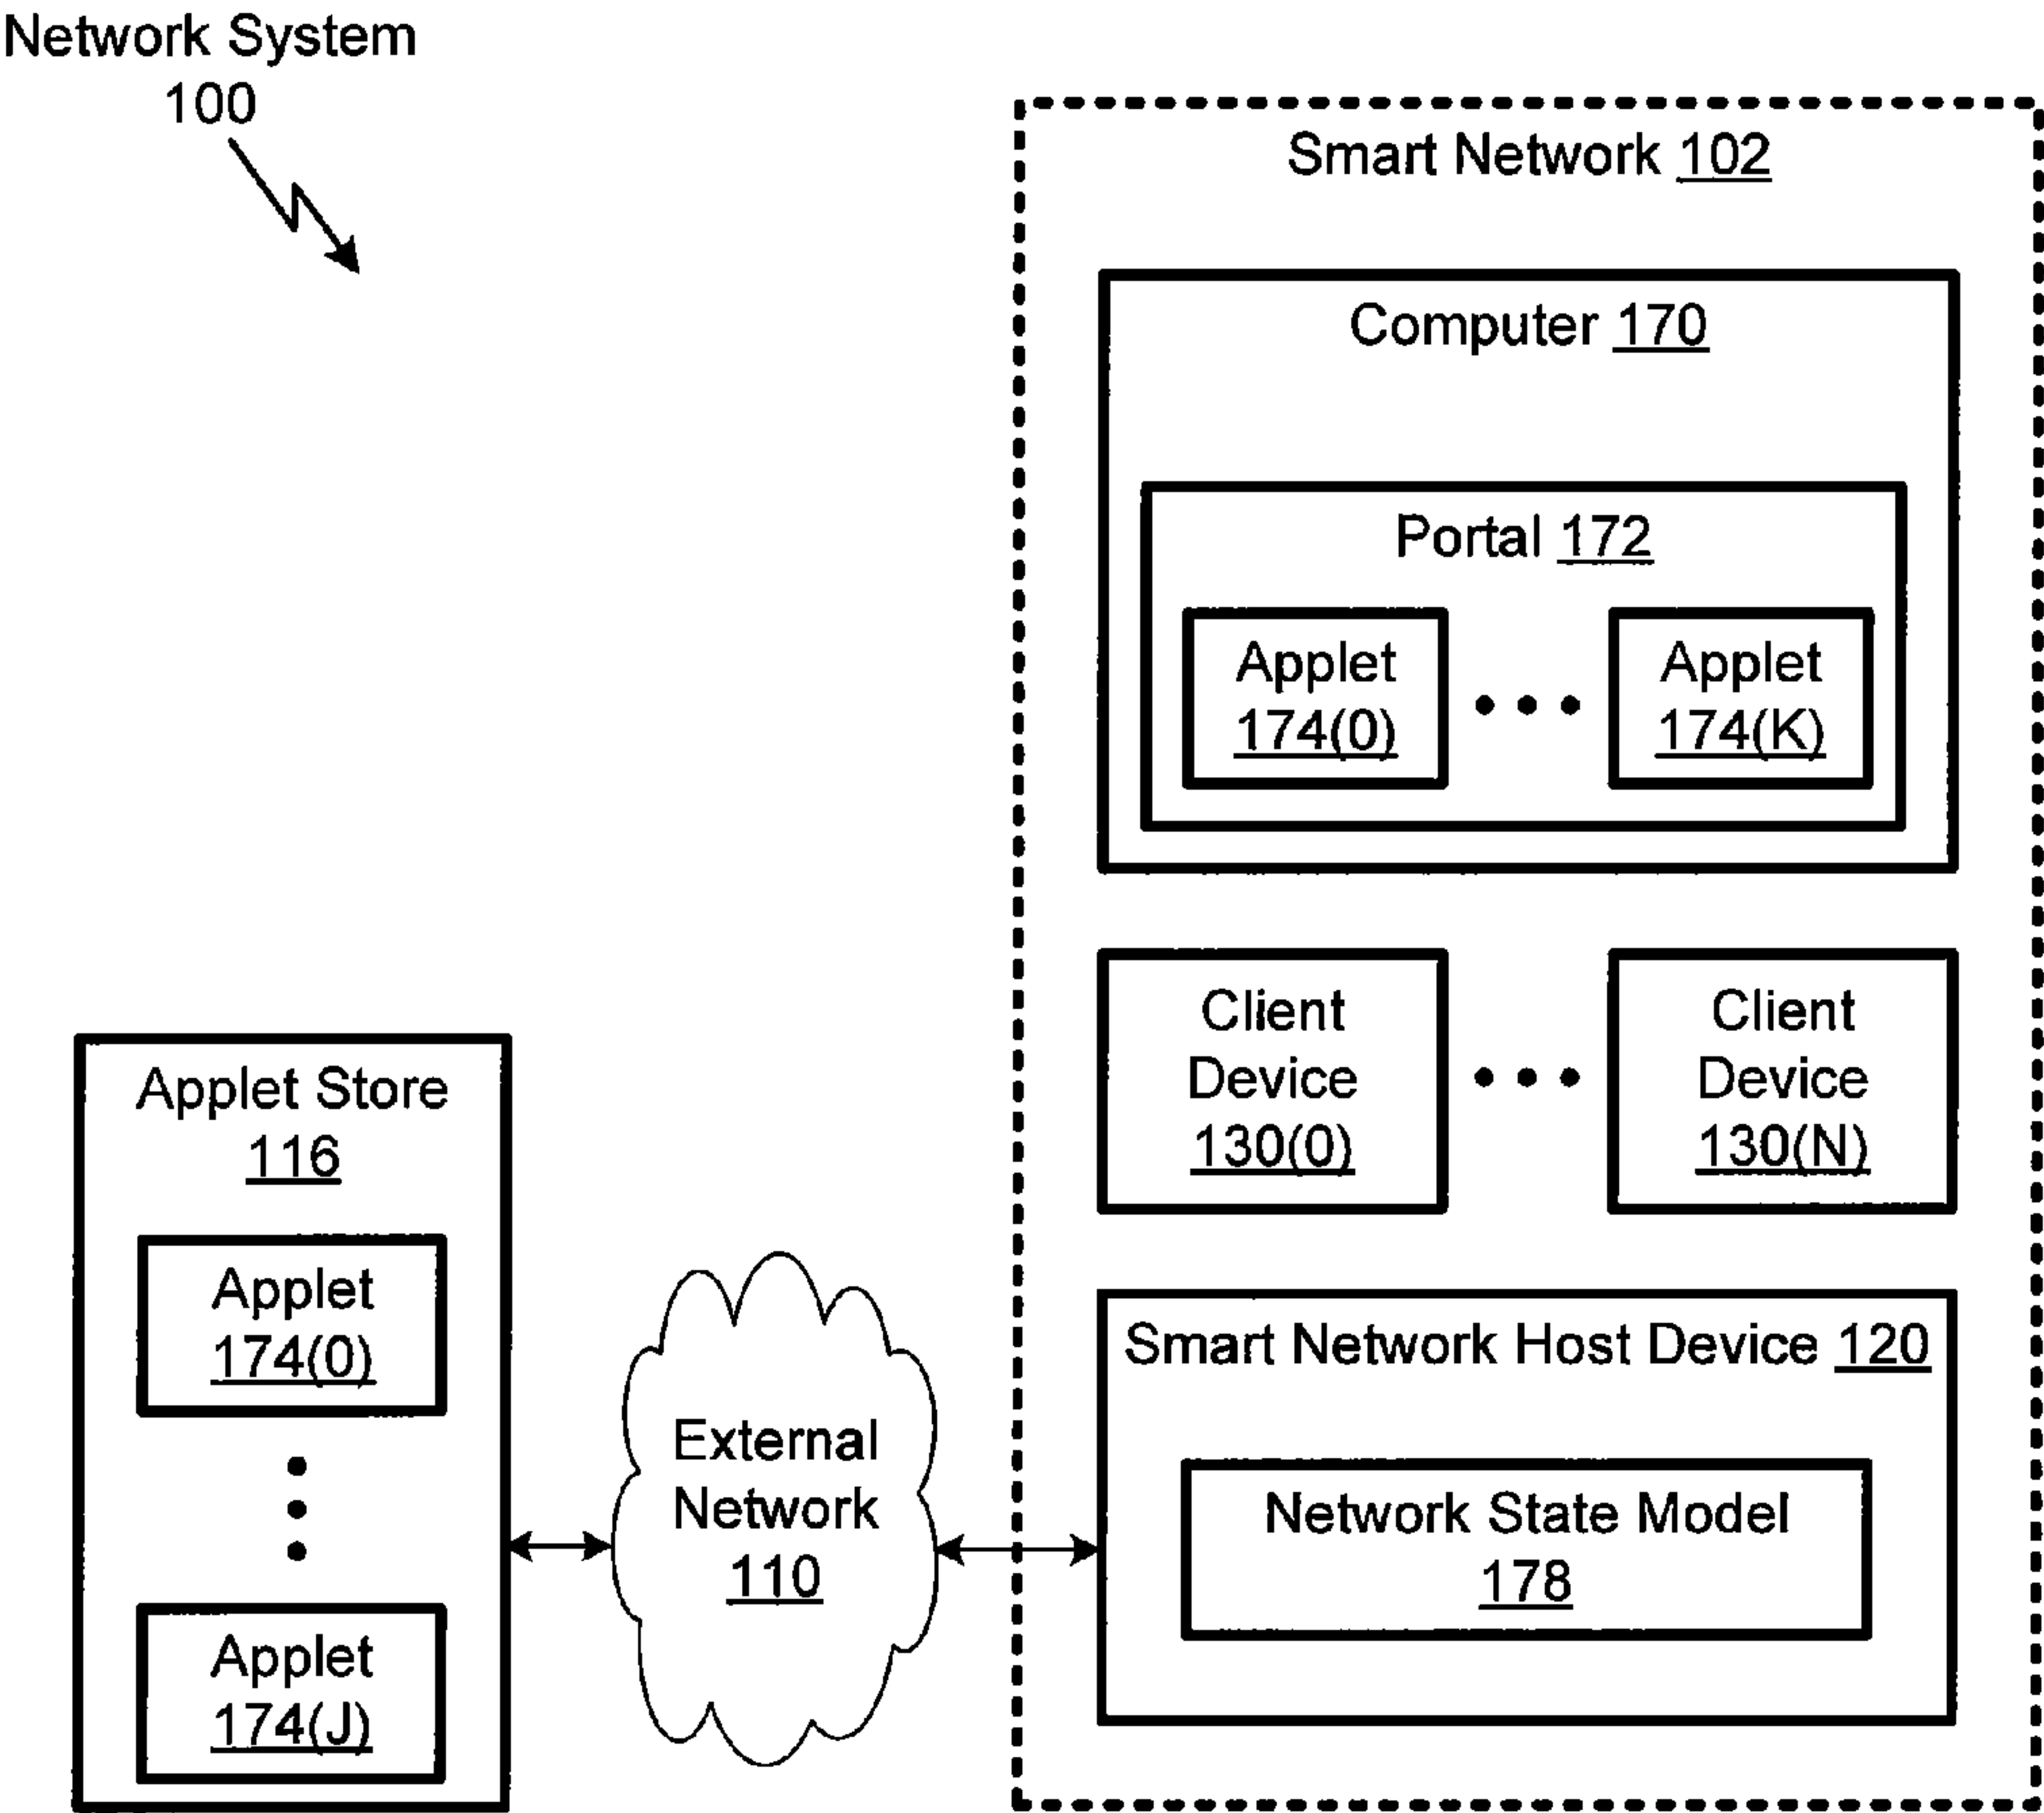 Network System
100
Smart Network 102
Computer 170
Portal 172
Applet
174(0)
Applet
174(K)
Client
Device
130(0)
Client
Device
130(N)
Applet Store
116
Applet
174(0)
Applet
174(J)
External
Network
110
Smart Network Host Device 120
Network State Model
178